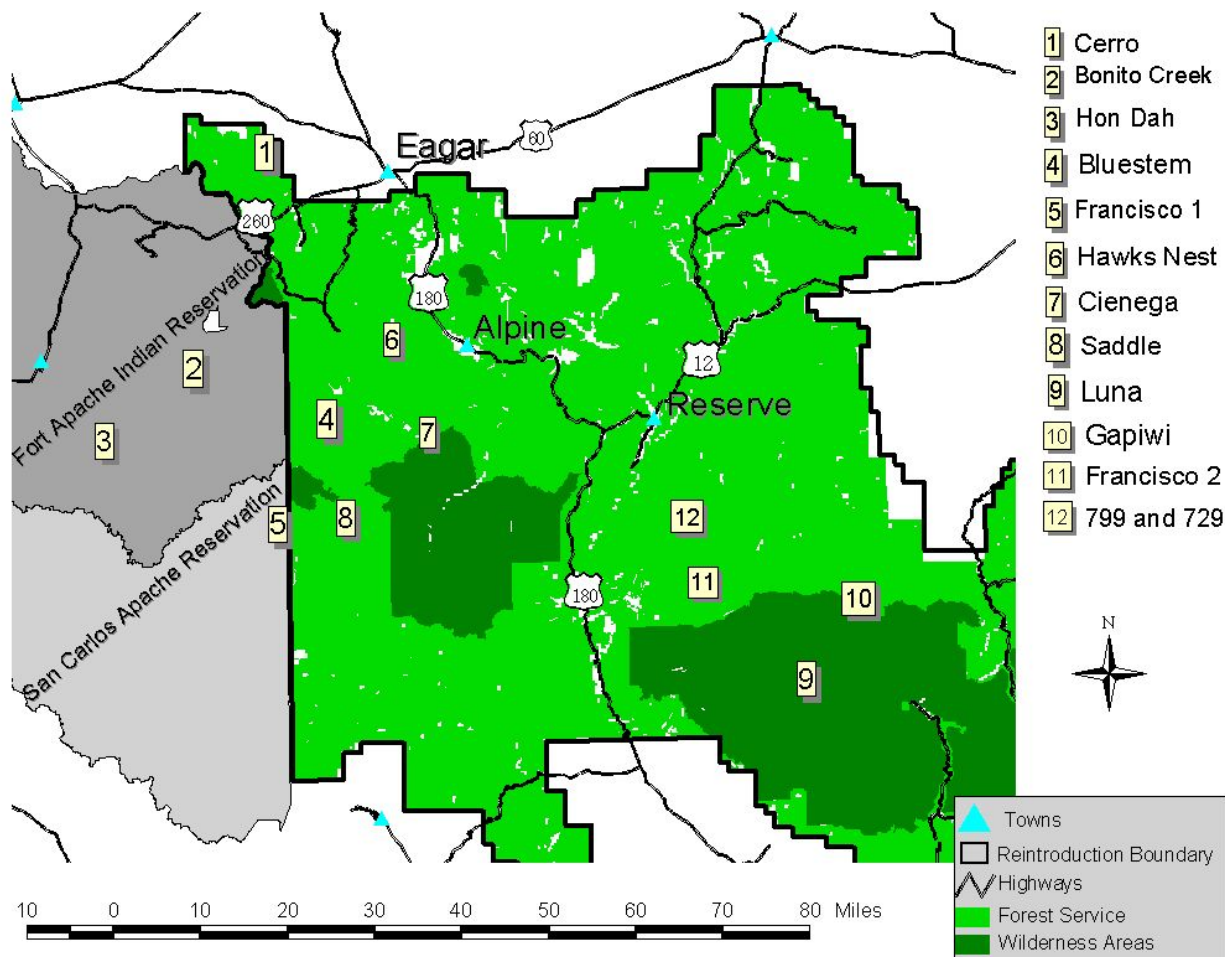 1 Cerro
2 Bonito Creek
3 Hon Dah
4 Bluestem
5 Francisco 1
6 Hawks Nest
7 Cienega
8 Saddle
9 Luna
10 Gapiwi
11 Francisco 2
12 799 and 729
60
1
Eagar
260
180
Fort Apache Indian Reservation
6
Alpine
2
12
4
Reserve
7
3
5
8
12
San Carlos Apache Reservation
11
180
10
9
N
Towns
Reintroduction Boundary
Highways
Forest Service
Wilderness Areas
10 0 10 20 30 40 50 60 70 80 Miles